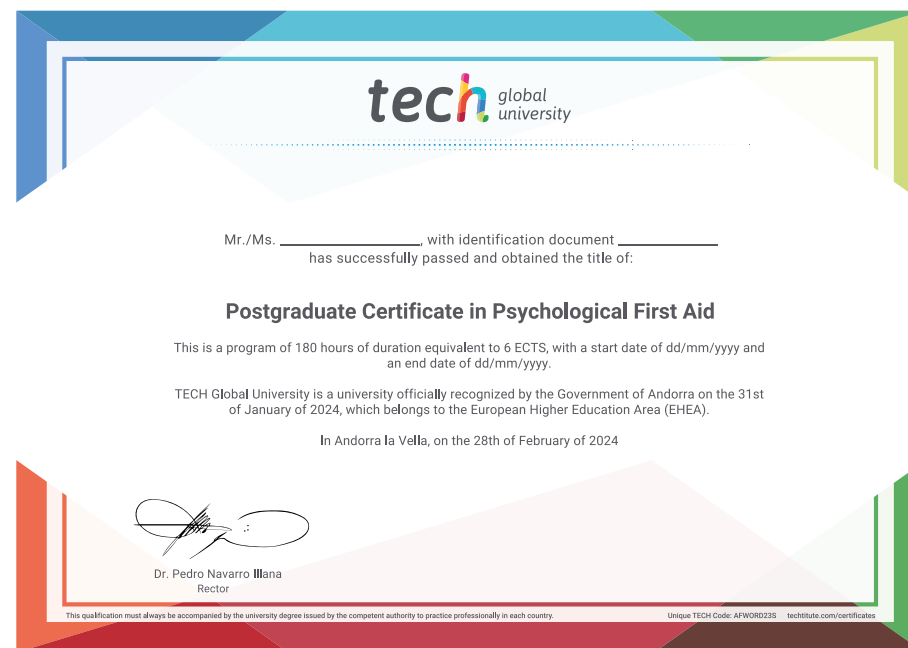 tech global
university
Mr./Ms. ____________________, with identification document ______________
has successfully passed and obtained the title of:
Postgraduate Certificate in Psychological First Aid
This is a program of 180 hours of duration equivalent to 6 ECTS, with a start date of dd/mm/yyyy and
an end date of dd/mm/yyyy.
TECH Global University is a university officially recognized by the Government of Andorra on the 31st
of January of 2024, which belongs to the European Higher Education Area (EHEA).
In Andorra la Vella, on the 28th of February of 2024
Dr. Pedro Navarro Illana
Rector
This qualification must always be accompanied by the university degree issued by the competent authority to practice professionally in each country. Unique TECH Code: AFWORD23S techtitute.com/certificates